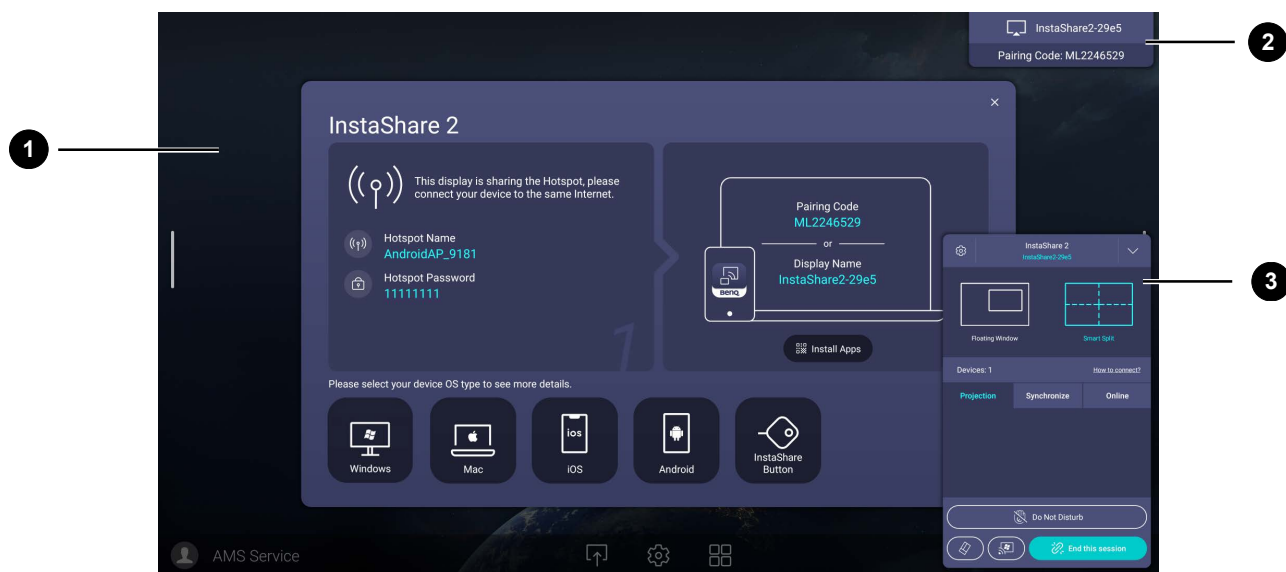 InstaShare2-29e5
Pairing Code: ML2246529
2
1
InstaShare 2
This display is sharing the Hotspot, please
connect your device to the same Internet.
Hotspot Name
AndroidAP_9181
Hotspot Password
11111111
1
Pairing Code
ML2246529
or
Display Name
InstaShare2-29e5
BenQ
Install Apps
Please select your device OS type to see more details.
Windows
Mac
ios
iOS
Android
InstaShare
Button
InstaShare 2
InstaShare2-29e5
3
Floating Window
Smart Split
Devices: 1
How to connect?
Projection
Synchronize
Online
Do Not Disturb
End this session
AMS Service